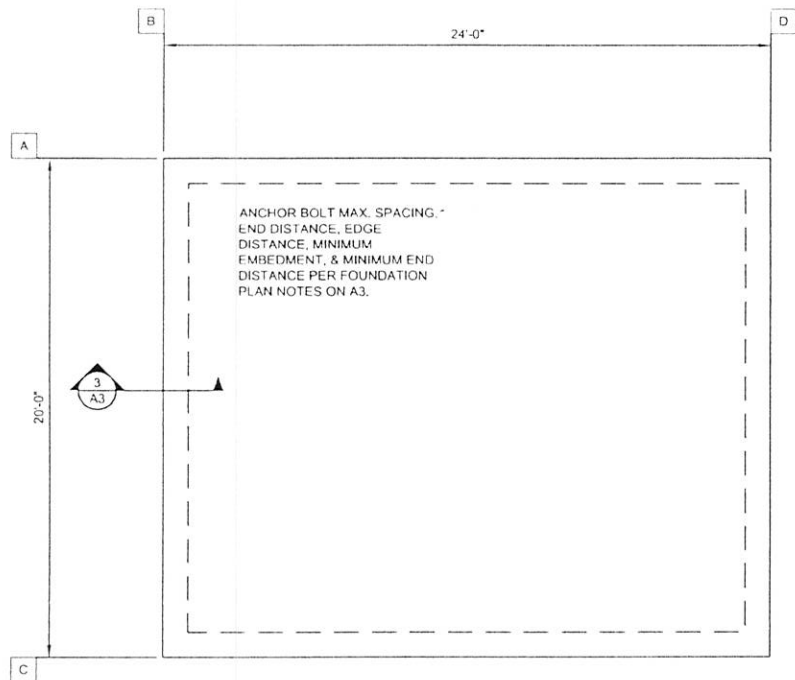 B
D
24'-0"
A
ANCHOR BOLT MAX. SPACING,
END DISTANCE, EDGE
DISTANCE, MINIMUM
EMBEDMENT, & MINIMUM END
DISTANCE PER FOUNDATION
PLAN NOTES ON A3.
3
A3
20'-0"
C